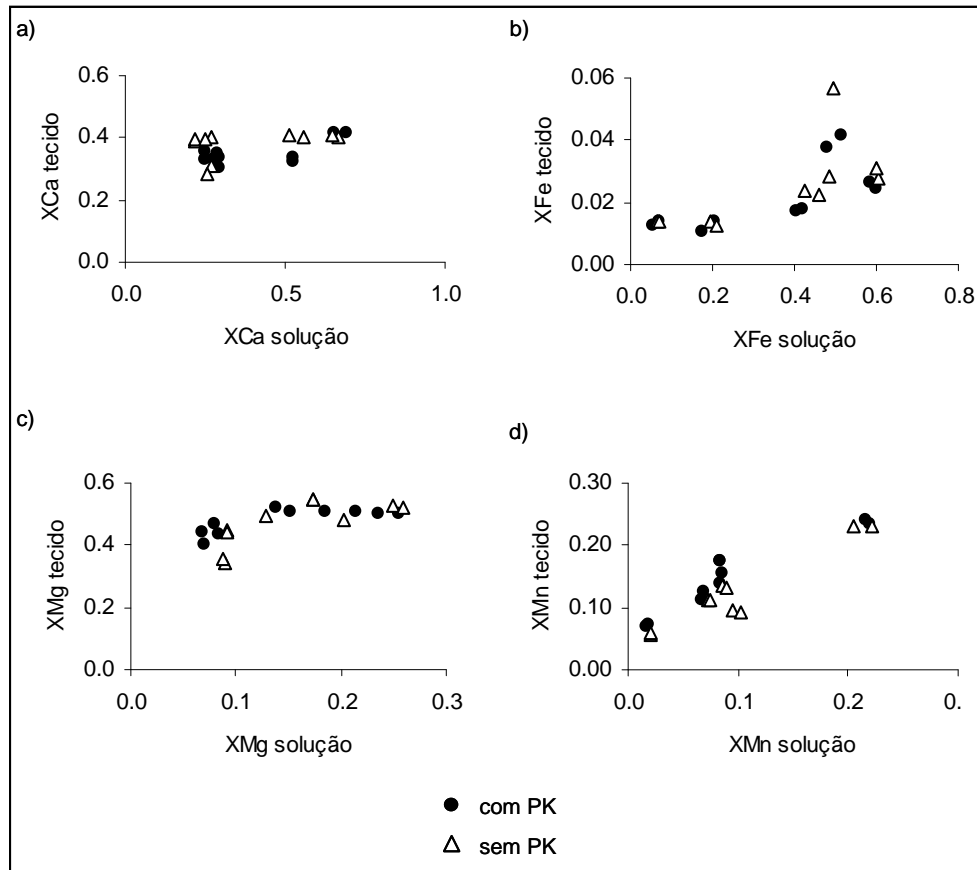 a)
XCa tecido
0.6
0.4
0.2
0.0
0.0 0.5 1.0
XCa solução
b)
XFe tecido
0.06
0.04
0.02
0.00
0.0 0.2 0.4 0.6 0.8
XFe solução
c)
XMg tecido
0.6
0.4
0.2
0.0
0.0 0.1 0.2 0.3
XMg solução
d)
XMn tecido
0.30
0.20
0.10
0.00
0.0 0.1 0.2 0.
XMn solução
com PK
sem PK